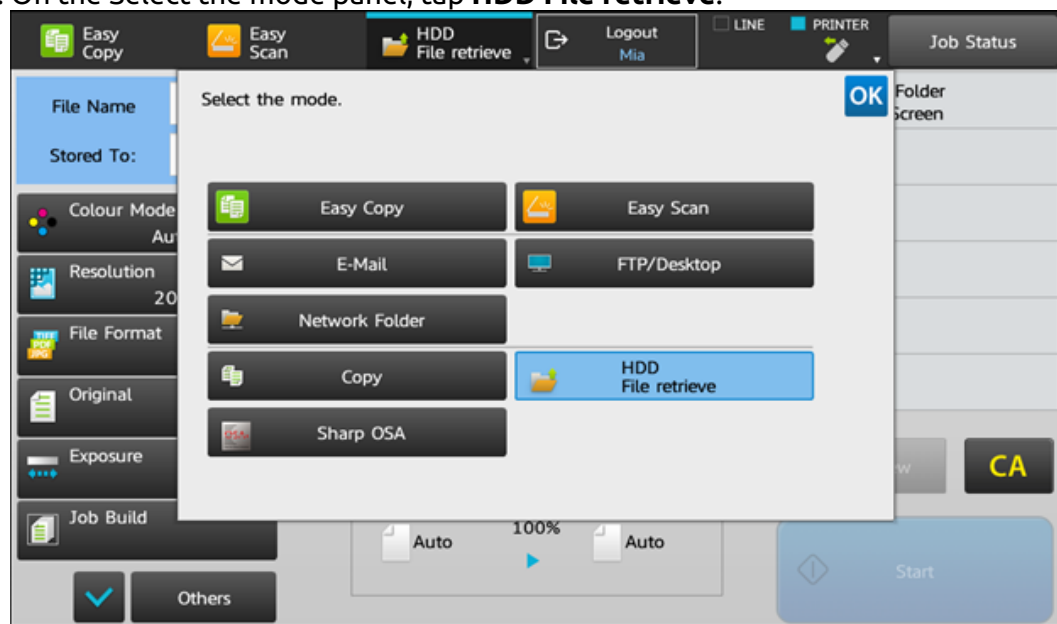 . On the Select the mode panel, tap HDD File retrieve.
Easy
Copy
Easy
Scan
HDD
File retrieve
Logout
Mia
LINE
PRINTER
Job Status
File Name
Select the mode.
OK
Folder
Screen
Stored To:
Colour Mode
Au
Easy Copy
Easy Scan
Resolution
20
E-Mail
FTP/Desktop
File Format
TIFF
PDF
JPG
Network Folder
Original
Copy
HDD
File retrieve
Sharp OSA
Exposure
w
CA
Job Build
Auto
100%
Auto
Start
Others